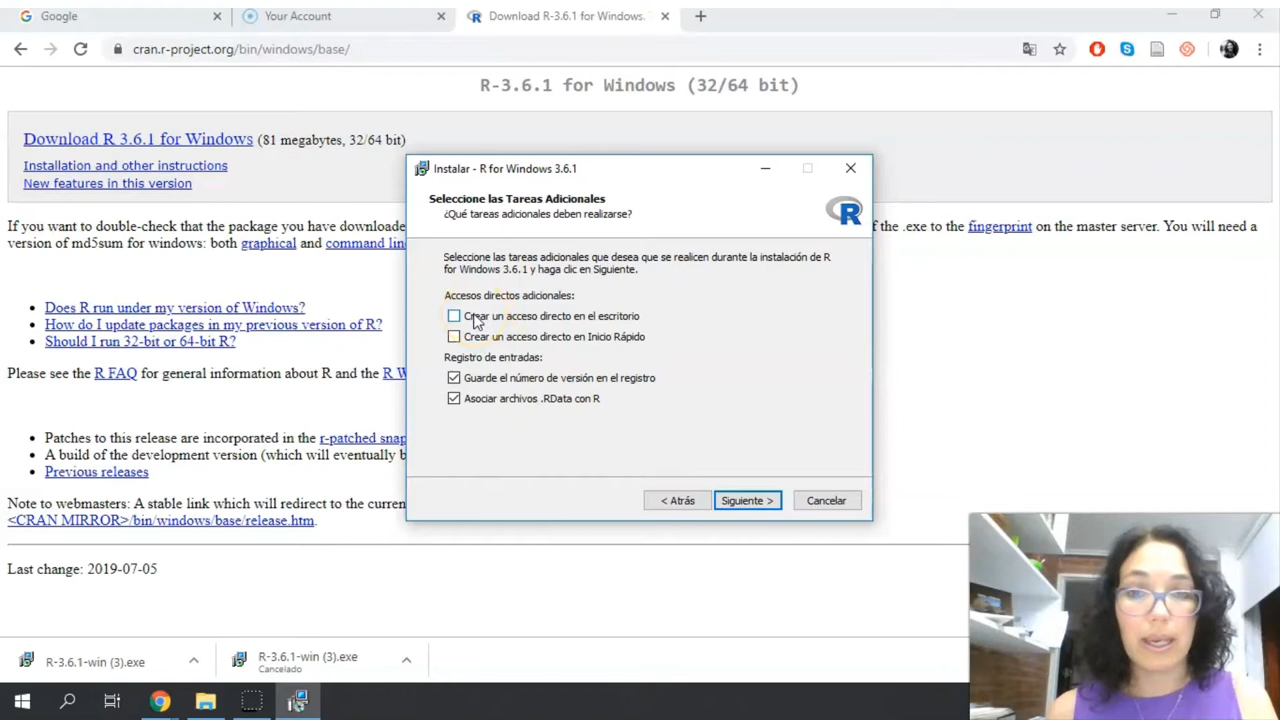 Google
Your Account
Download R-3.6.1 for Windows.
cran.r-project.org/bin/windows/base/
R-3.6.1 for Windows (32/64 bit)
Download R 3.6.1 for Windows (81 megabytes, 32/64 bit)
Installation and other instructions
New features in this version
If you want to double-check that the package you have downloade
f the .exe to the fingerprint on the master server. You will need a
version of md5sum for windows: both graphical and command line
Does R run under my version of Windows?
How do I update packages in my previous version of R?
Should I run 32-bit or 64-bit R?
Please see the R FAQ for general information about R and the R W
Patches to this release are incorporated in the r-patched snap
A build of the development version (which will eventually b
Previous releases
Note to webmasters: A stable link which will redirect to the curren
<CRAN MIRROR>/bin/windows/base/release.htm.
Last change: 2019-07-05
Instalar - R for Windows 3.6.1
Seleccione las Tareas Adicionales
¿Qué tareas adicionales deben realizarse?
R
Seleccione las tareas adicionales que desea que se realicen durante la instalación de R
for Windows 3.6.1 y haga clic en Siguiente.
Accesos directos adicionales:
Crear un acceso directo en el escritorio
Crear un acceso directo en Inicio Rápido
Registro de entradas:
Guarde el número de versión en el registro
Asociar archivos .RData con R
< Atrás
Siguiente >
Cancelar
R-3.6.1-win (3).exe
R-3.6.1-win (3).exe
Cancelado